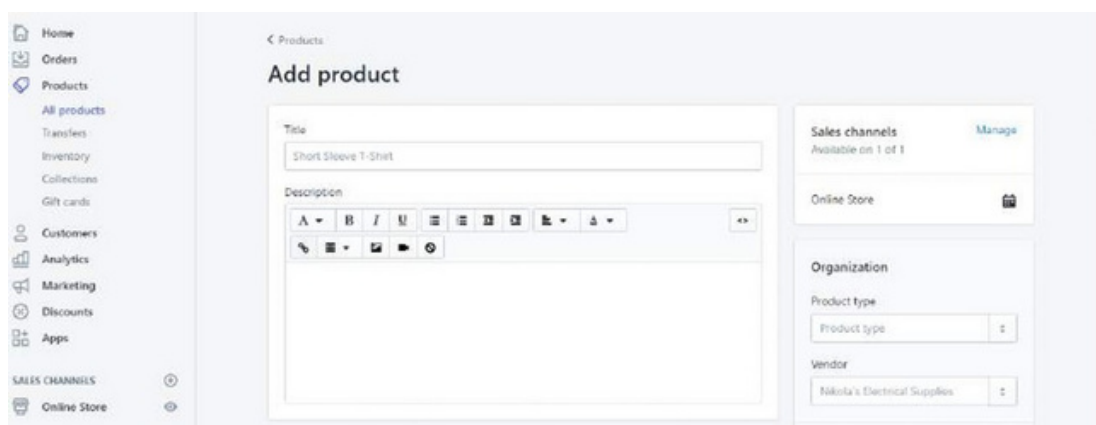 Home
Orders
Products
All products
Transfers
Inventory
Collections
Gift cards
Customers
Analytics
Marketing
Discounts
Apps
SALES CHANNELS
Online Store
Products
Add product
Title
Short Sleeve T-Shirt
Description
A B I U A
Sales channels Manage
Available on 1 of 1
Online Store
Organization
Product type
Product type
Vendor
Nikola's Electrical Supplies